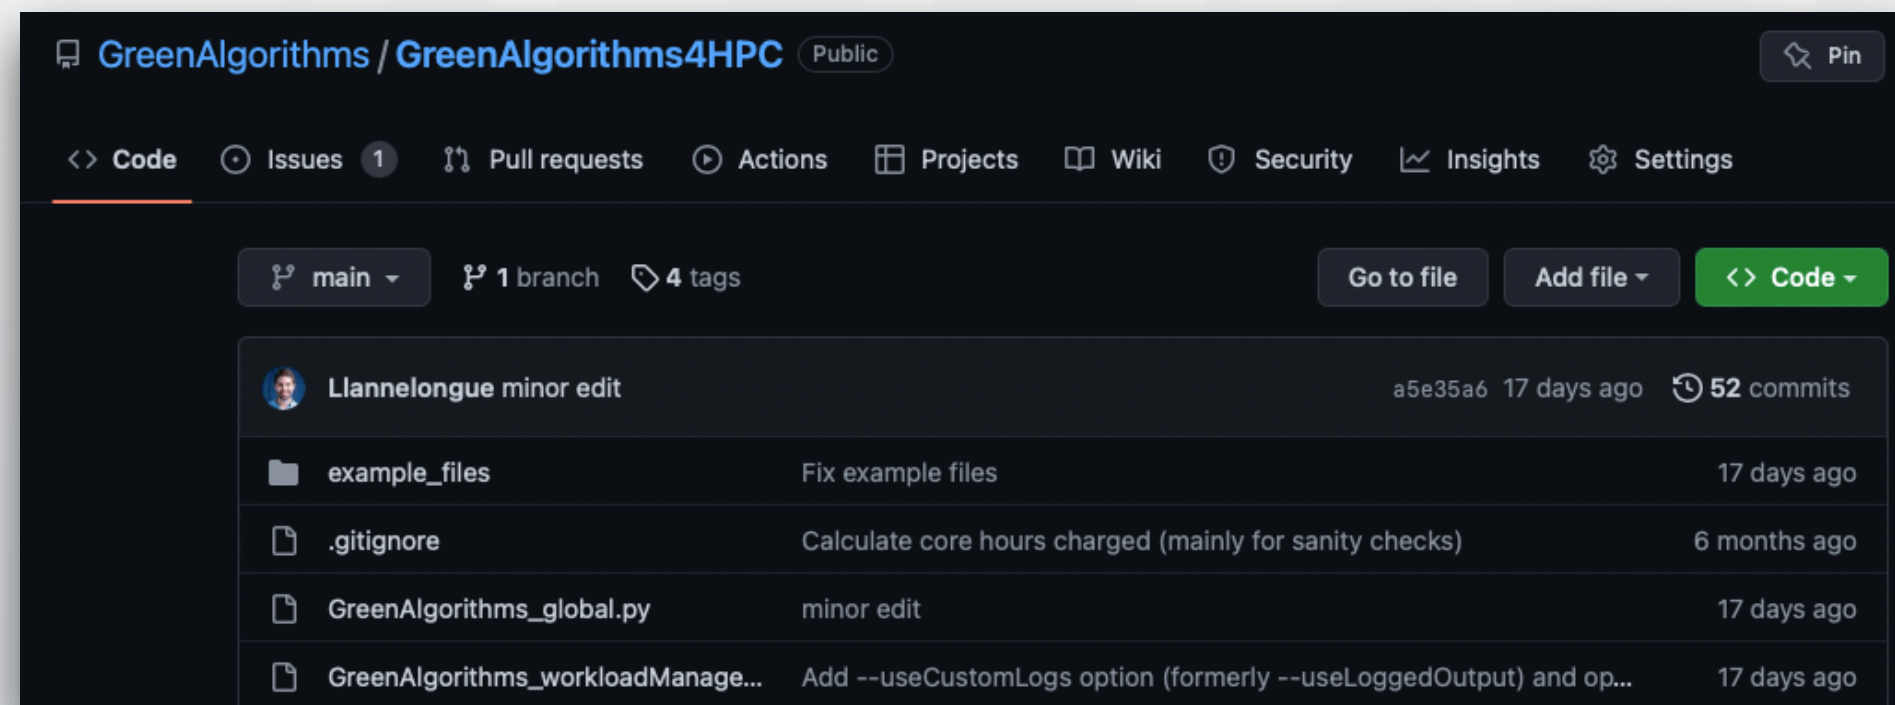 GreenAlgorithms / GreenAlgorithms4HPC Public Pin
Code Issues 1 Pull requests Actions Projects Wiki Security Insights Settings
main 1 branch 4 tags Go to file Add file Code
Llannelongue minor edit a5e35a6 17 days ago 52 commits
example_files Fix example files 17 days ago
.gitignore Calculate core hours charged (mainly for sanity checks) 6 months ago
GreenAlgorithms_global.py minor edit 17 days ago
GreenAlgorithms_workloadManage... Add --useCustomLogs option (formerly --useLoggedOutput) and op... 17 days ago